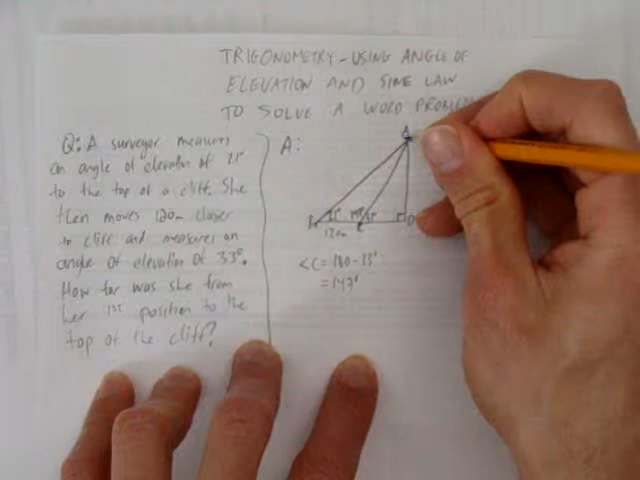 TRIGONOMETRY - USING ANGLE OF
ELEVATION AND SINE LAW
TO SOLVE A WORD PROBLEM
Q: A surveyor measures
an angle of elevation of 21°
to the top of a cliff. She
then moves 120m closer
to cliff and measures an
angle of elevation of 33°.
How far was she from
her 1st position to the
top of the cliff?
A:
A
B
C
D
120m
<C = 180 - 33°
= 147°